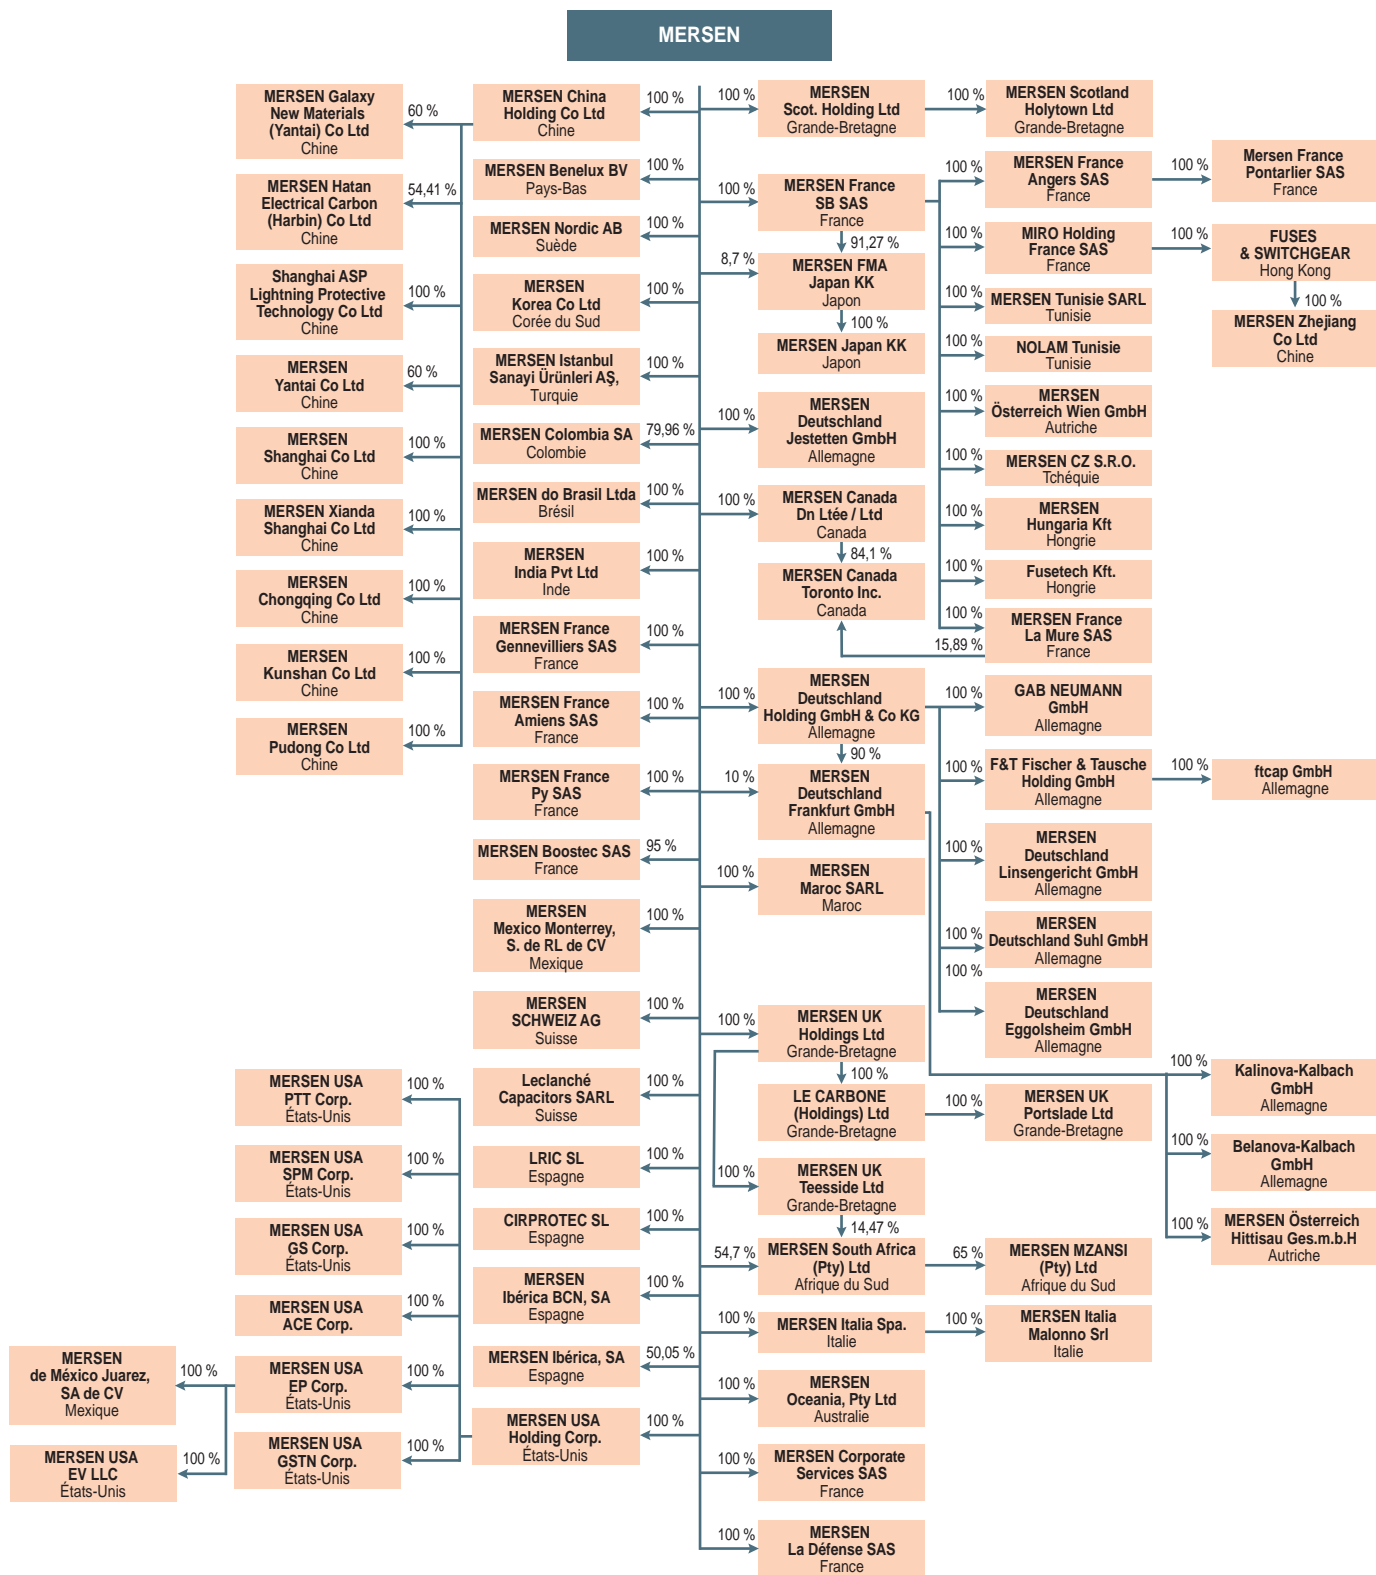 MERSEN
MERSEN Galaxy
New Materials
(Yantai) Co Ltd
Chine
60 %
MERSEN Hatan
Electrical Carbon
(Harbin) Co Ltd
Chine
54,41 %
Shanghai ASP
Lightning Protective
Technology Co Ltd
Chine
100 %
MERSEN
Yantai Co Ltd
Chine
60 %
MERSEN
Shanghai Co Ltd
Chine
100 %
MERSEN Xianda
Shanghai Co Ltd
Chine
100 %
MERSEN
Chongqing Co Ltd
Chine
100 %
MERSEN
Kunshan Co Ltd
Chine
100 %
MERSEN
Pudong Co Ltd
Chine
100 %
MERSEN USA
PTT Corp.
États-Unis
100 %
MERSEN USA
SPM Corp.
États-Unis
100 %
MERSEN USA
GS Corp.
États-Unis
100 %
MERSEN USA
ACE Corp.
100 %
MERSEN
de México Juarez,
SA de CV
Mexique
100 %
MERSEN USA
EP Corp.
États-Unis
100 %
MERSEN USA
EV LLC
États-Unis
100 %
MERSEN USA
GSTN Corp.
États-Unis
100 %
MERSEN China
Holding Co Ltd
Chine
100 %
MERSEN Benelux BV
Pays-Bas
100 %
MERSEN Nordic AB
Suède
100 %
MERSEN
Korea Co Ltd
Corée du Sud
100 %
MERSEN Istanbul
Sanayi Ürünleri AŞ,
Turquie
100 %
MERSEN Colombia SA
Colombie
79,96 %
MERSEN do Brasil Ltda
Brésil
100 %
MERSEN
India Pvt Ltd
Inde
100 %
MERSEN France
Gennevilliers SAS
France
100 %
MERSEN France
Amiens SAS
France
100 %
MERSEN France
Py SAS
France
100 %
MERSEN Boostec SAS
France
95 %
MERSEN
Mexico Monterrey,
S. de RL de CV
Mexique
100 %
MERSEN
SCHWEIZ AG
Suisse
100 %
Leclanché
Capacitors SARL
Suisse
100 %
LRIC SL
Espagne
100 %
CIRPROTEC SL
Espagne
100 %
MERSEN
Ibérica BCN, SA
Espagne
100 %
MERSEN Ibérica, SA
Espagne
50,05 %
MERSEN USA
Holding Corp.
États-Unis
100 %
100 %
MERSEN
Scot. Holding Ltd
Grande-Bretagne
100 %
MERSEN Scotland
Holytown Ltd
Grande-Bretagne
100 %
MERSEN France
SB SAS
France
91,27 %
8,7 %
MERSEN FMA
Japan KK
Japon
100 %
MERSEN Japan KK
Japon
100 %
MERSEN
Deutschland
Jestetten GmbH
Allemagne
100 %
MERSEN Canada
Dn Ltée / Ltd
Canada
84,1 %
MERSEN Canada
Toronto Inc.
Canada
100 %
MERSEN France
Angers SAS
France
100 %
Mersen France
Pontarlier SAS
France
100 %
MIRO Holding
France SAS
France
100 %
FUSES
& SWITCHGEAR
Hong Kong
100 %
MERSEN Zhejiang
Co Ltd
Chine
100 %
MERSEN Tunisie SARL
Tunisie
100 %
NOLAM Tunisie
Tunisie
100 %
MERSEN
Österreich Wien GmbH
Autriche
100 %
MERSEN CZ S.R.O.
Tchéquie
100 %
MERSEN
Hungaria Kft
Hongrie
100 %
Fusetech Kft.
Hongrie
100 %
MERSEN France
La Mure SAS
France
15,89 %
100 %
MERSEN
Deutschland
Holding GmbH & Co KG
Allemagne
90 %
10 %
MERSEN
Deutschland
Frankfurt GmbH
Allemagne
100 %
GAB NEUMANN
GmbH
Allemagne
100 %
F&T Fischer & Tausche
Holding GmbH
Allemagne
100 %
ftcap GmbH
Allemagne
100 %
MERSEN
Deutschland
Linsengericht GmbH
Allemagne
100 %
MERSEN
Deutschland Suhl GmbH
Allemagne
100 %
MERSEN
Deutschland
Eggolsheim GmbH
Allemagne
100 %
MERSEN
Maroc SARL
Maroc
100 %
MERSEN UK
Holdings Ltd
Grande-Bretagne
100 %
LE CARBONE
(Holdings) Ltd
Grande-Bretagne
100 %
MERSEN UK
Portslade Ltd
Grande-Bretagne
100 %
MERSEN UK
Teesside Ltd
Grande-Bretagne
14,47 %
54,7 %
MERSEN South Africa
(Pty) Ltd
Afrique du Sud
65 %
MERSEN MZANSI
(Pty) Ltd
Afrique du Sud
100 %
Kalinova-Kalbach
GmbH
Allemagne
100 %
Belanova-Kalbach
GmbH
Allemagne
100 %
MERSEN Österreich
Hittisau Ges.m.b.H
Autriche
100 %
MERSEN Italia Spa.
Italie
100 %
MERSEN Italia
Malonno Srl
Italie
100 %
MERSEN
Oceania, Pty Ltd
Australie
100 %
MERSEN Corporate
Services SAS
France
100 %
MERSEN
La Défense SAS
France